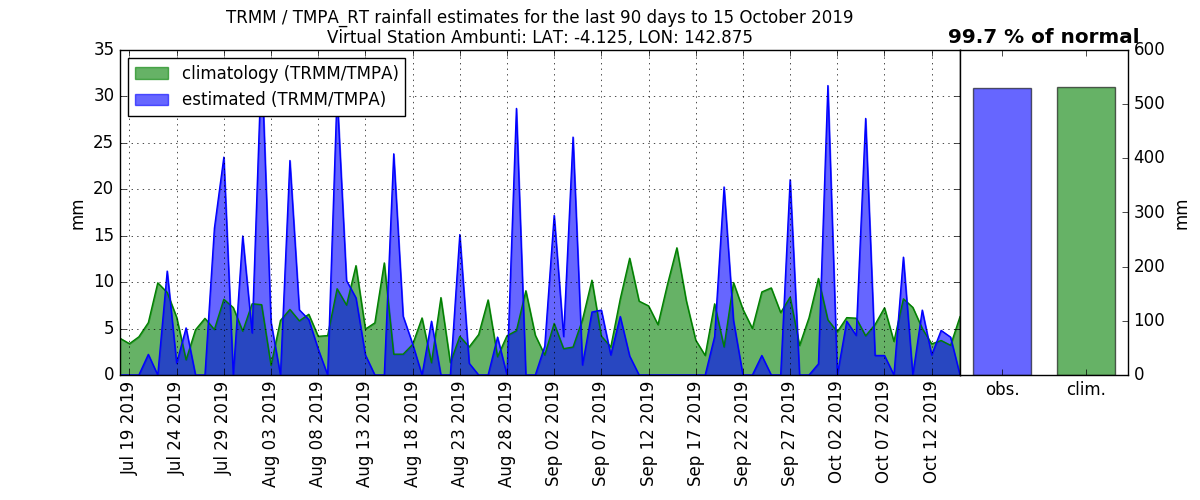 TRMM / TMPA_RT rainfall estimates for the last 90 days to 15 October 2019
Virtual Station Ambunti: LAT: -4.125, LON: 142.875
99.7 % of normal
climatology (TRMM/TMPA)
estimated (TRMM/TMPA)
35
30
25
20
15
10
5
0
mm
600
500
400
300
200
100
0
mm
Jul 19 2019
Jul 24 2019
Jul 29 2019
Aug 03 2019
Aug 08 2019
Aug 13 2019
Aug 18 2019
Aug 23 2019
Aug 28 2019
Sep 02 2019
Sep 07 2019
Sep 12 2019
Sep 17 2019
Sep 22 2019
Sep 27 2019
Oct 02 2019
Oct 07 2019
Oct 12 2019
obs.
clim.